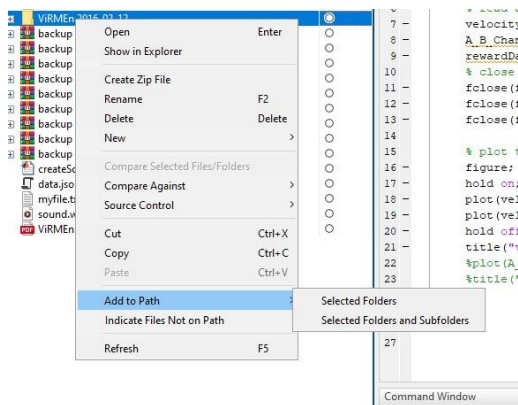 ViRMEn 2016-02-12
backup
backup
backup
backup
backup
backup
backup
backup
backup
data.jso
sound.w
ViRMEn
Open Enter
Show in Explorer
Create Zip File
Rename F2
Delete Delete
New
Compare Selected Files/Folders
Compare Against
Source Control
Cut Ctrl+X
Copy Ctrl+C
Paste Ctrl+V
Add to Path
Indicate Files Not on Path
Refresh F5
Selected Folders
Selected Folders and Subfolders
7 − velocity
8 − A_B_Chan
9 − rewardDa
10 % close
11 − fclose(f
12 − fclose(f
13 − fclose(f
14
15 % plot t
16 − figure;
17 − hold on;
18 − plot(vel
19 − plot(vel
20 − hold off
21 − title("v
22 %plot(A_
23 %title("
27
Command Window